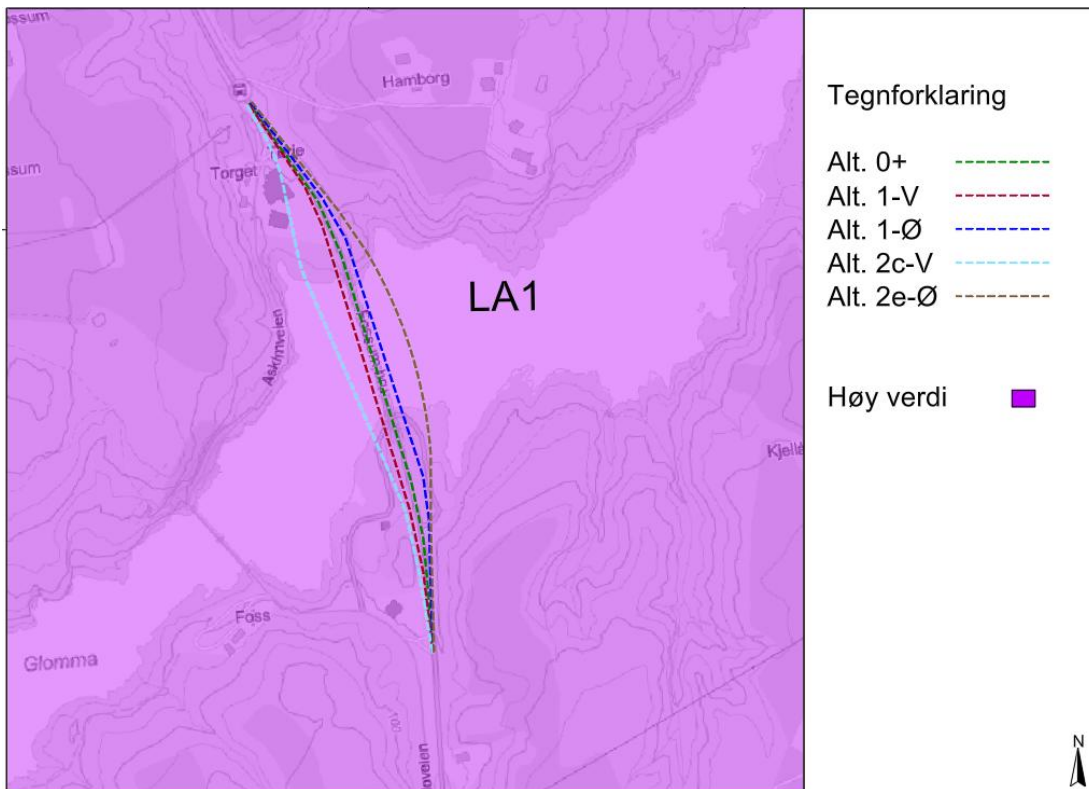 Hamborg
Torget
Askimveien
LA1
Foss
Glomma
100
Tegnforklaring
Alt. 0+
Alt. 1-V
Alt. 1-Ø
Alt. 2c-V
Alt. 2e-Ø
Høy verdi
N